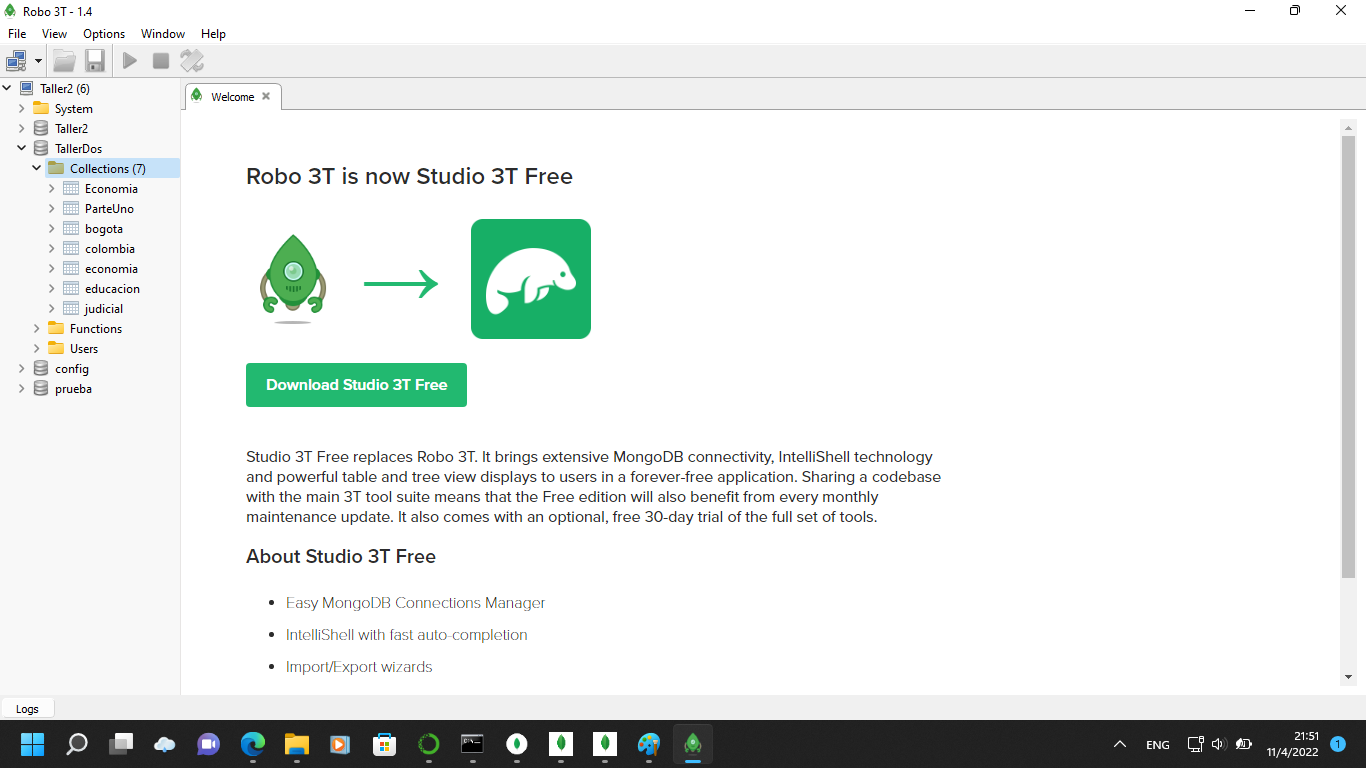 Robo 3T - 1.4
File View Options Window Help
Taller2 (6)
System
Taller2
TallerDos
Collections (7)
Economia
ParteUno
bogota
colombia
economia
educacion
judicial
Functions
Users
config
prueba
Welcome
Robo 3T is now Studio 3T Free
Download Studio 3T Free
Studio 3T Free replaces Robo 3T. It brings extensive MongoDB connectivity, IntelliShell technology
and powerful table and tree view displays to users in a forever-free application. Sharing a codebase
with the main 3T tool suite means that the Free edition will also benefit from every monthly
maintenance update. It also comes with an optional, free 30-day trial of the full set of tools.
About Studio 3T Free
Easy MongoDB Connections Manager
IntelliShell with fast auto-completion
Import/Export wizards
Logs
ENG
21:51
11/4/2022
1